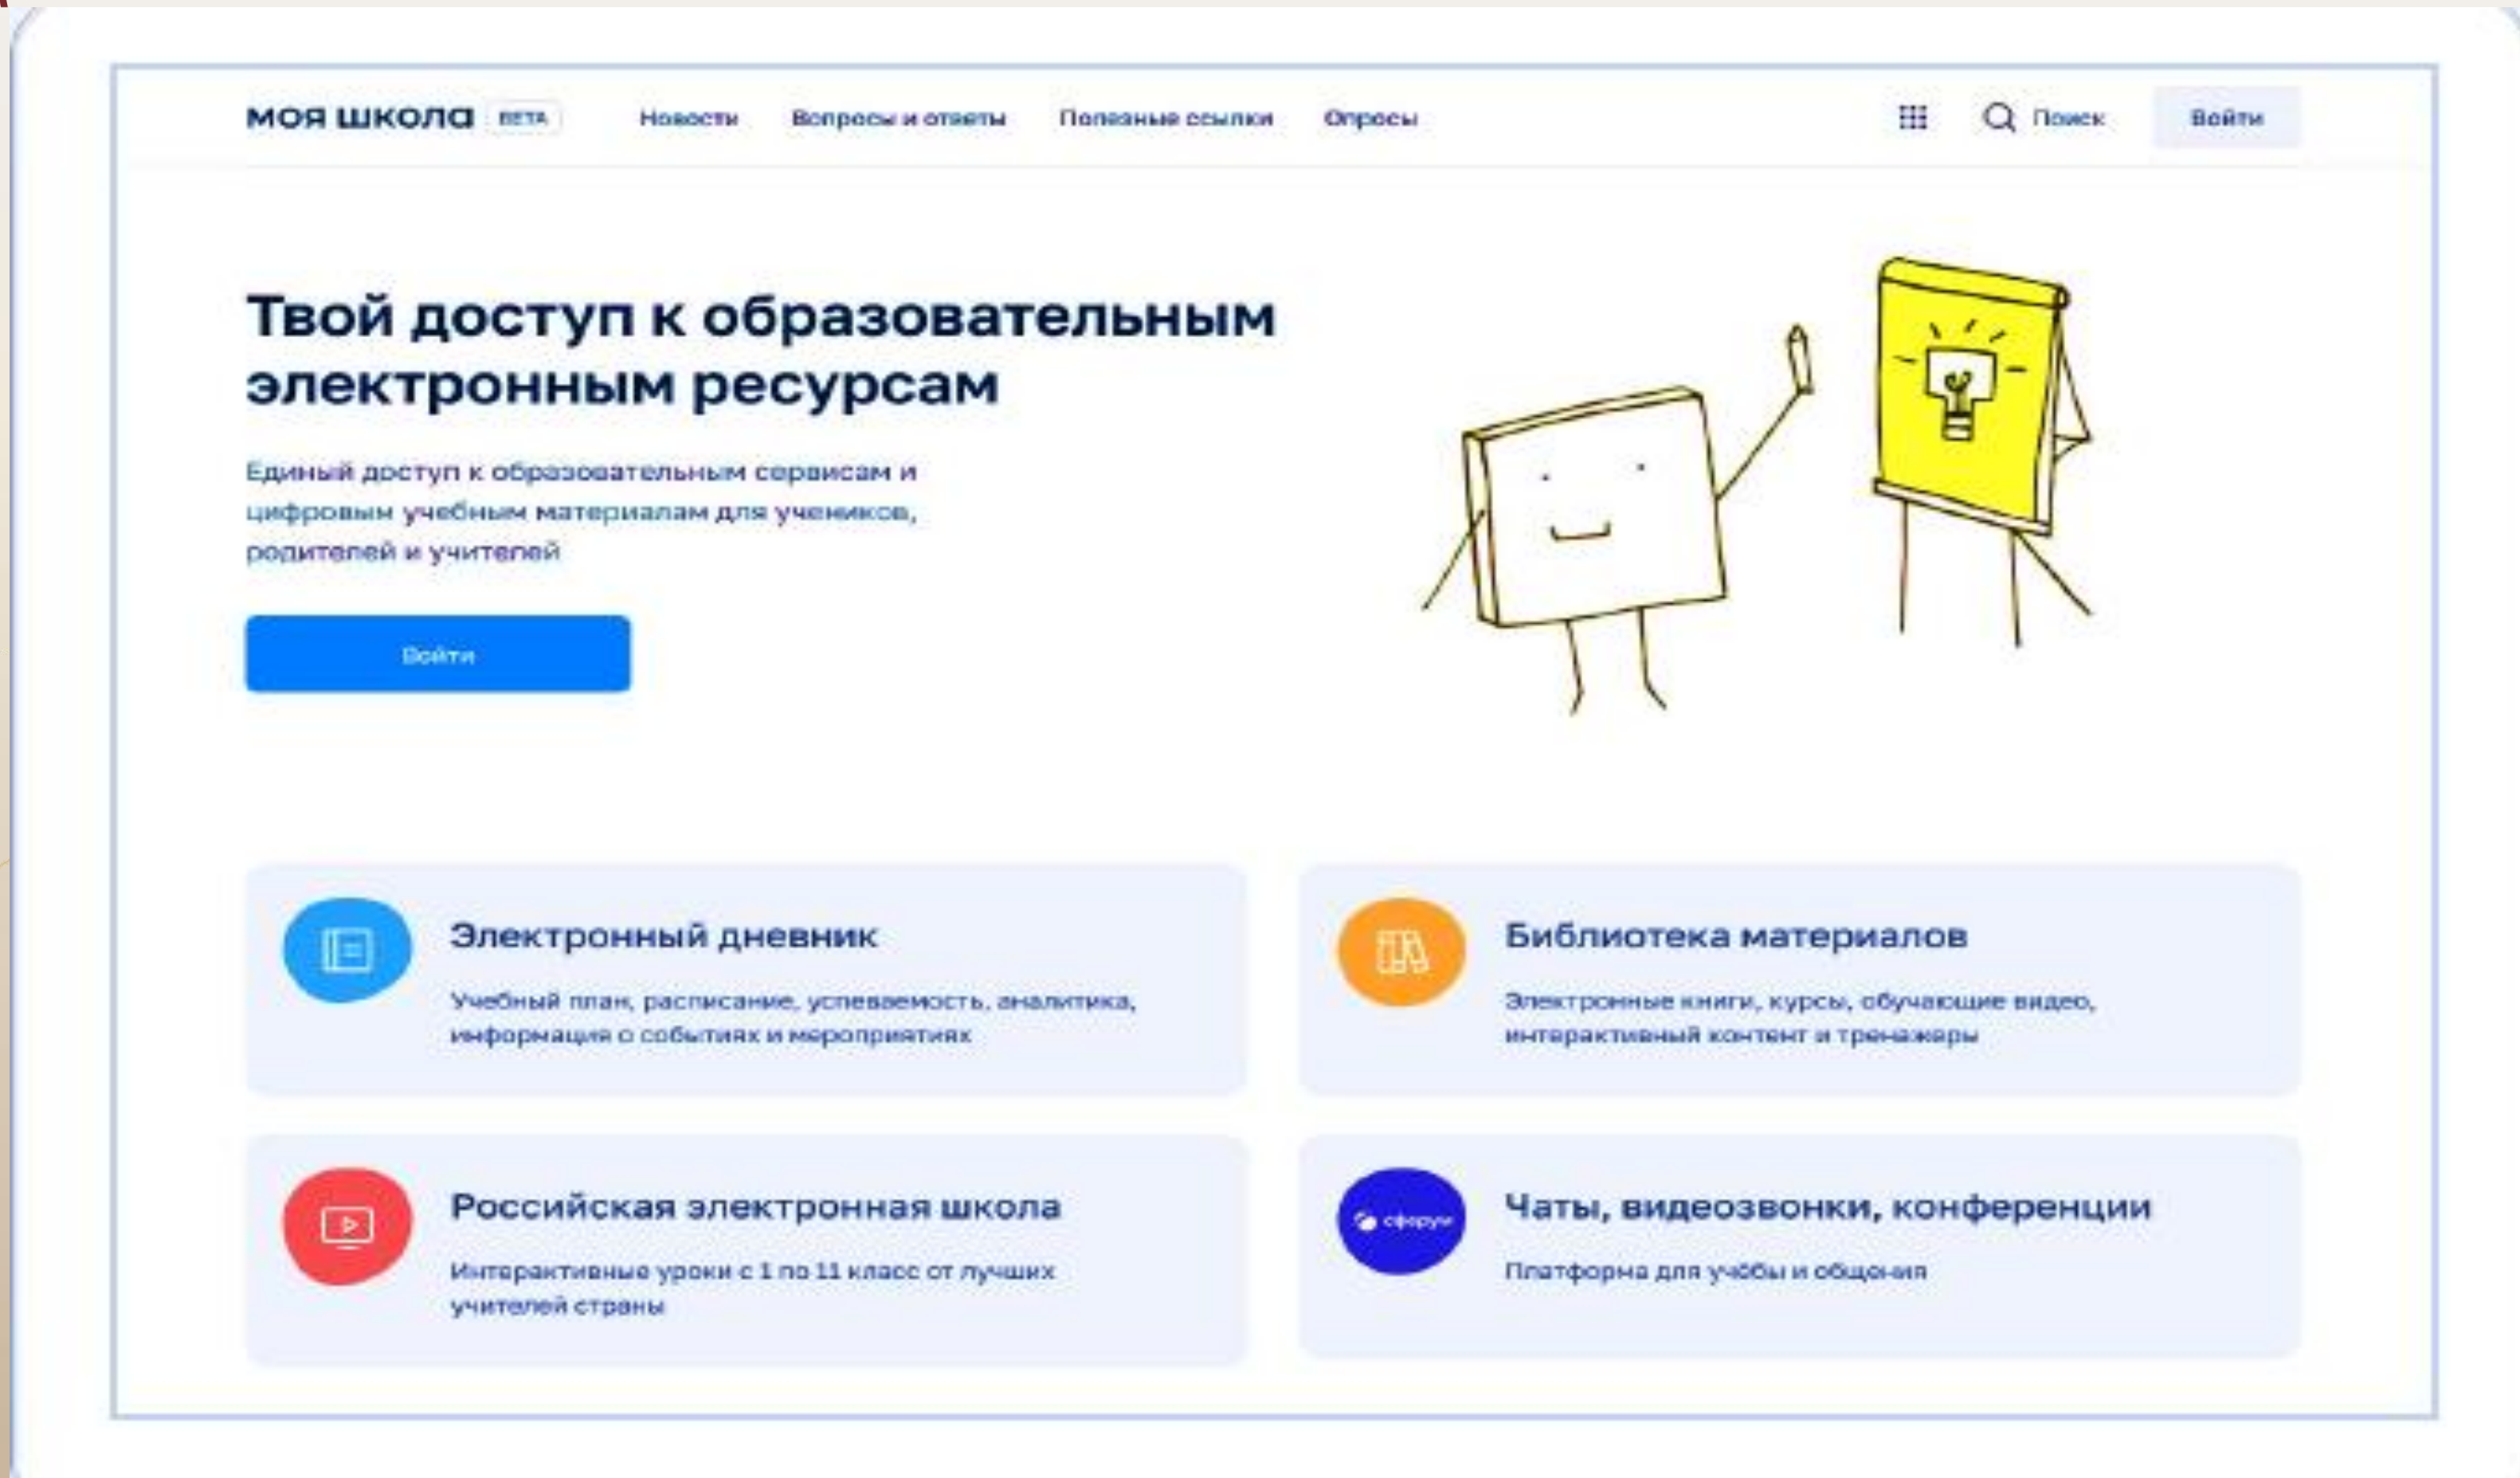 моя школа BETA Новости Вопросы и ответы Полезные ссылки Опросы Поиск Войти
Твой доступ к образовательным
электронным ресурсам
Единый доступ к образовательным сервисам и
цифровым учебным материалам для учеников,
родителей и учителей
Войти
Электронный дневник
Учебный план, расписание, успеваемость, аналитика,
информация о событиях и мероприятиях
Библиотека материалов
Электронные книги, курсы, обучающие видео,
интерактивный контент и тренажеры
Российская электронная школа
Интерактивные уроки с 1 по 11 класс от лучших
учителей страны
сферум
Чаты, видеозвонки, конференции
Платформа для учёбы и общения